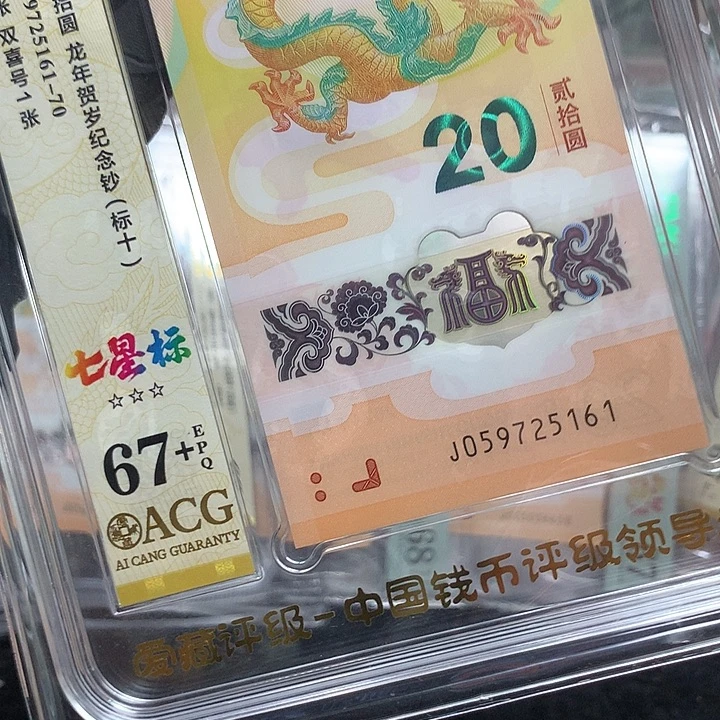 拾圆 龙年贺岁纪念钞(标十)
9725161-70
张 双喜号1张
七星标
☆☆☆
67+EPQ
ACG
AI CANG GUARANTY
20
贰拾圆
福
J059725161
爱藏评级-中国钱币评级领导